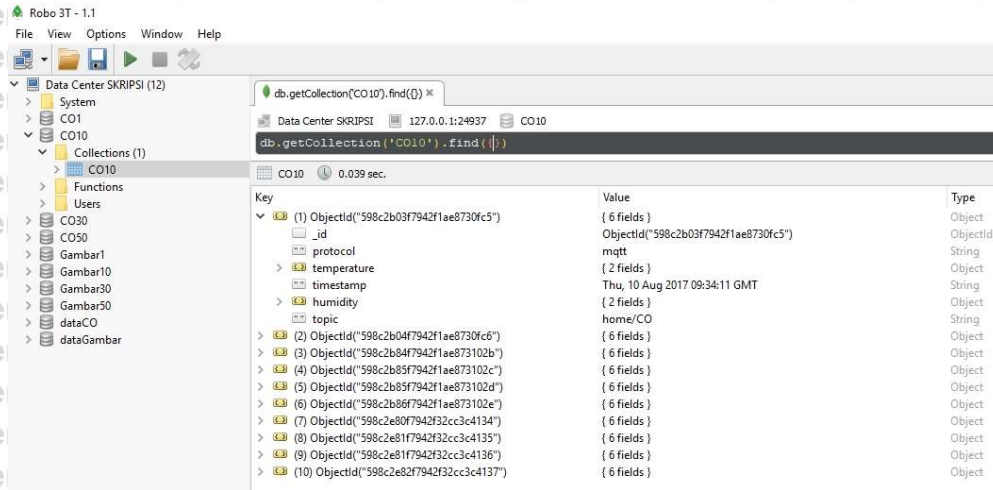 Robo 3T - 1.1
File View Options Window Help
Data Center SKRIPSI (12)
System
CO1
CO10
Collections (1)
CO10
Functions
Users
CO30
CO50
Gambar1
Gambar10
Gambar30
Gambar50
dataCO
dataGambar
db.getCollection('CO10').find({})
Data Center SKRIPSI 127.0.0.1:24937 CO10
db.getCollection('CO10').find({})
CO10 0.039 sec.
Key Value Type
(1) ObjectId("598c2b03f7942f1ae8730fc5") { 6 fields } Object
_id ObjectId("598c2b03f7942f1ae8730fc5") ObjectId
protocol mqtt String
temperature { 2 fields } Object
timestamp Thu, 10 Aug 2017 09:34:11 GMT String
humidity { 2 fields } Object
topic home/CO String
(2) ObjectId("598c2b04f7942f1ae8730fc6") { 6 fields } Object
(3) ObjectId("598c2b84f7942f1ae873102b") { 6 fields } Object
(4) ObjectId("598c2b85f7942f1ae873102c") { 6 fields } Object
(5) ObjectId("598c2b85f7942f1ae873102d") { 6 fields } Object
(6) ObjectId("598c2b86f7942f1ae873102e") { 6 fields } Object
(7) ObjectId("598c2e80f7942f32cc3c4134") { 6 fields } Object
(8) ObjectId("598c2e81f7942f32cc3c4135") { 6 fields } Object
(9) ObjectId("598c2e81f7942f32cc3c4136") { 6 fields } Object
(10) ObjectId("598c2e82f7942f32cc3c4137") { 6 fields } Object